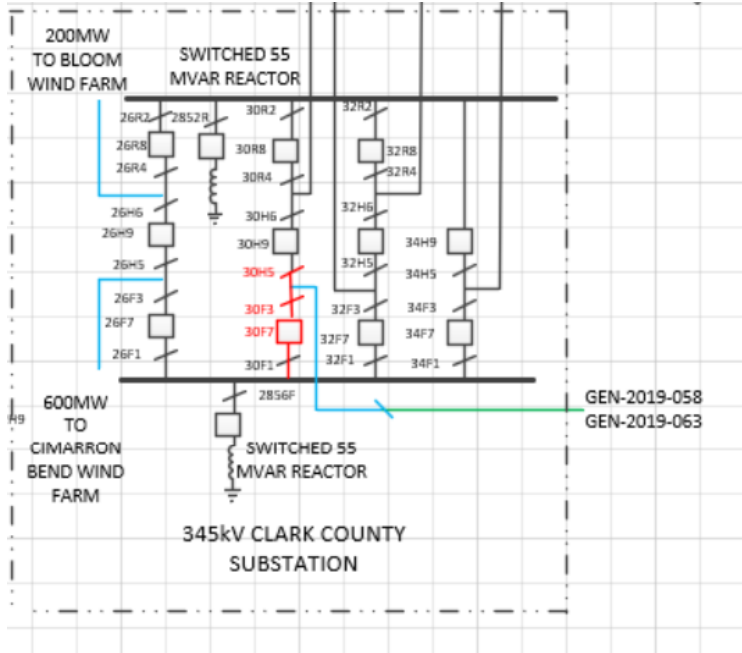 200MW
TO BLOOM
WIND FARM
SWITCHED 55
MVAR REACTOR
26R2 2852R 30R2 32R2
26R8 30R8 32R8
26R4 30R4 32R4
26H6 30H6 32H6
26H9 30H9 34H9
26H5 30H5 32H5 34H5
26F3 30F3 32F3 34F3
26F7 30F7 32F7 34F7
26F1 30F1 32F1 34F1
2856F
600MW
TO
CIMARRON
BEND WIND
FARM
H9
SWITCHED 55
MVAR REACTOR
GEN-2019-058
GEN-2019-063
345kV CLARK COUNTY
SUBSTATION